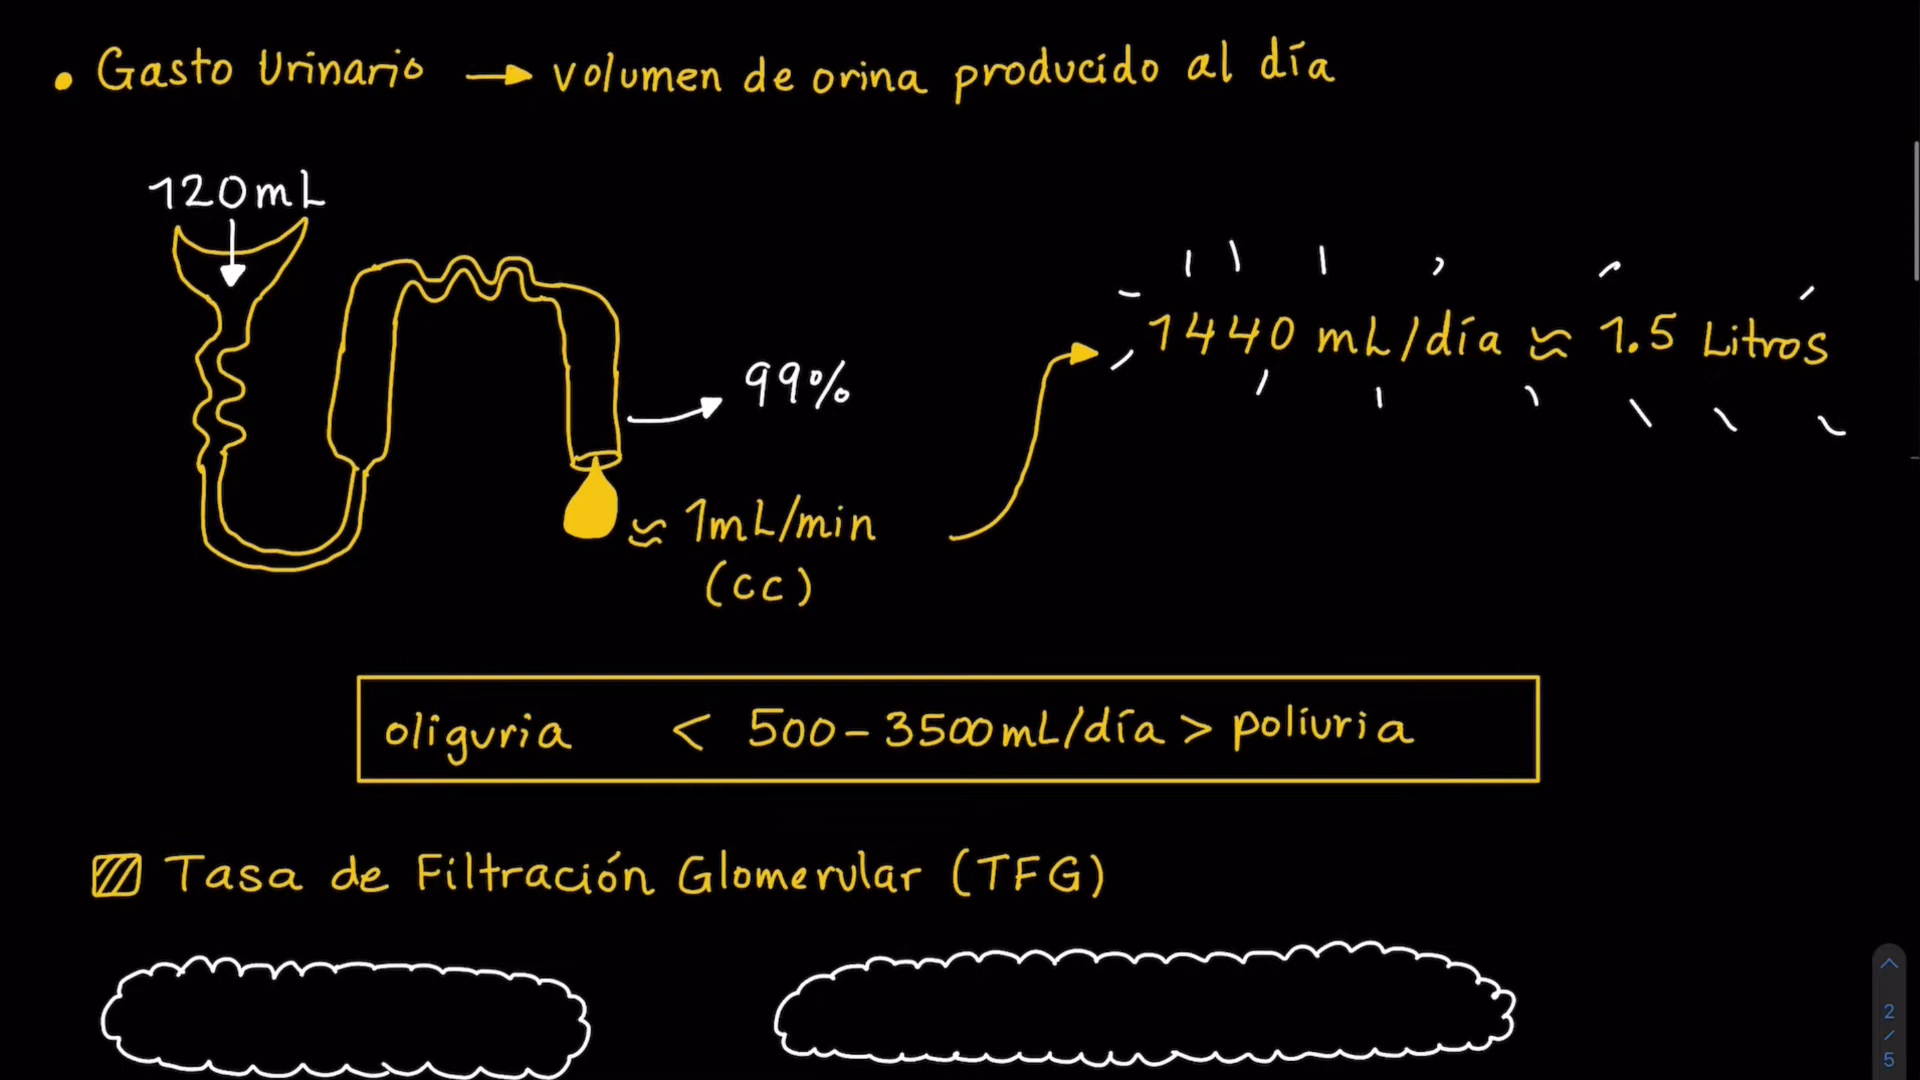 • Gasto Urinario → volumen de orina producido al día
120mL
99%
1440 mL/día ≈ 1.5 Litros
≈ 1mL/min
(cc)
oliguria < 500-3500mL/día > poliuria
Tasa de Filtración Glomerular (TFG)
2
/
5